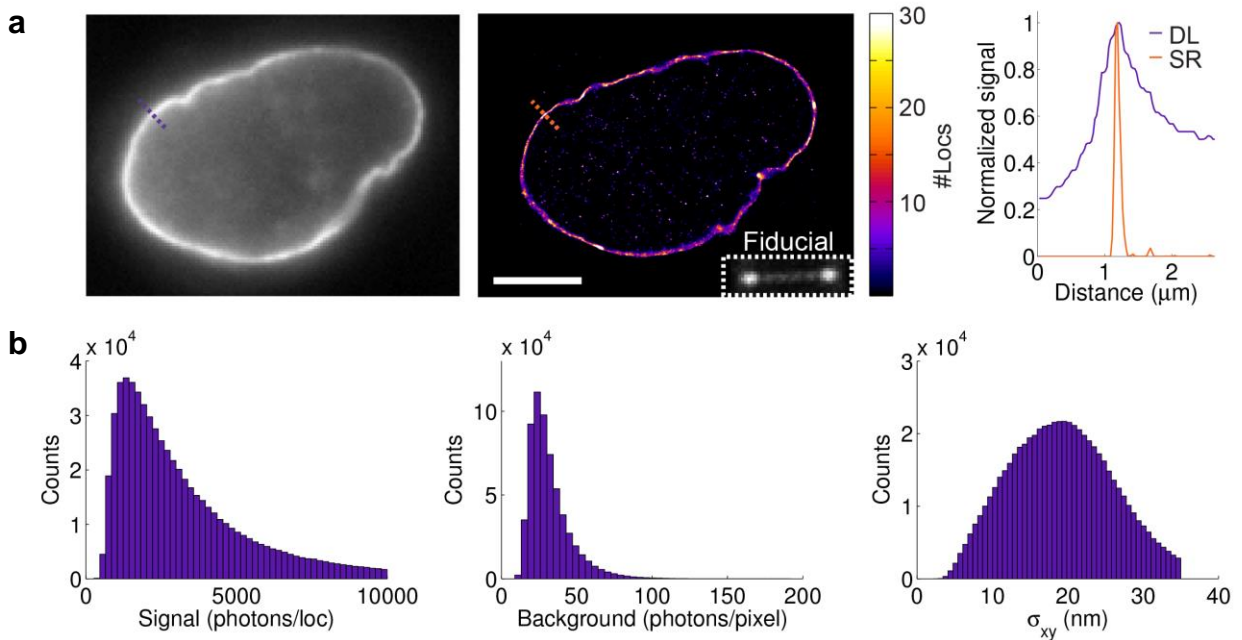 a
Fiducial
30
20
10
#Locs
Normalized signal
1
0.8
0.6
0.4
0.2
0
DL
SR
0 1 2
Distance (μm)
b
x 10⁴
4
3
2
1
0
Counts
0 5000 10000
Signal (photons/loc)
x 10⁴
10
5
0
Counts
0 50 100 150 200
Background (photons/pixel)
x 10⁴
3
2
1
0
Counts
0 10 20 30 40
σxy (nm)